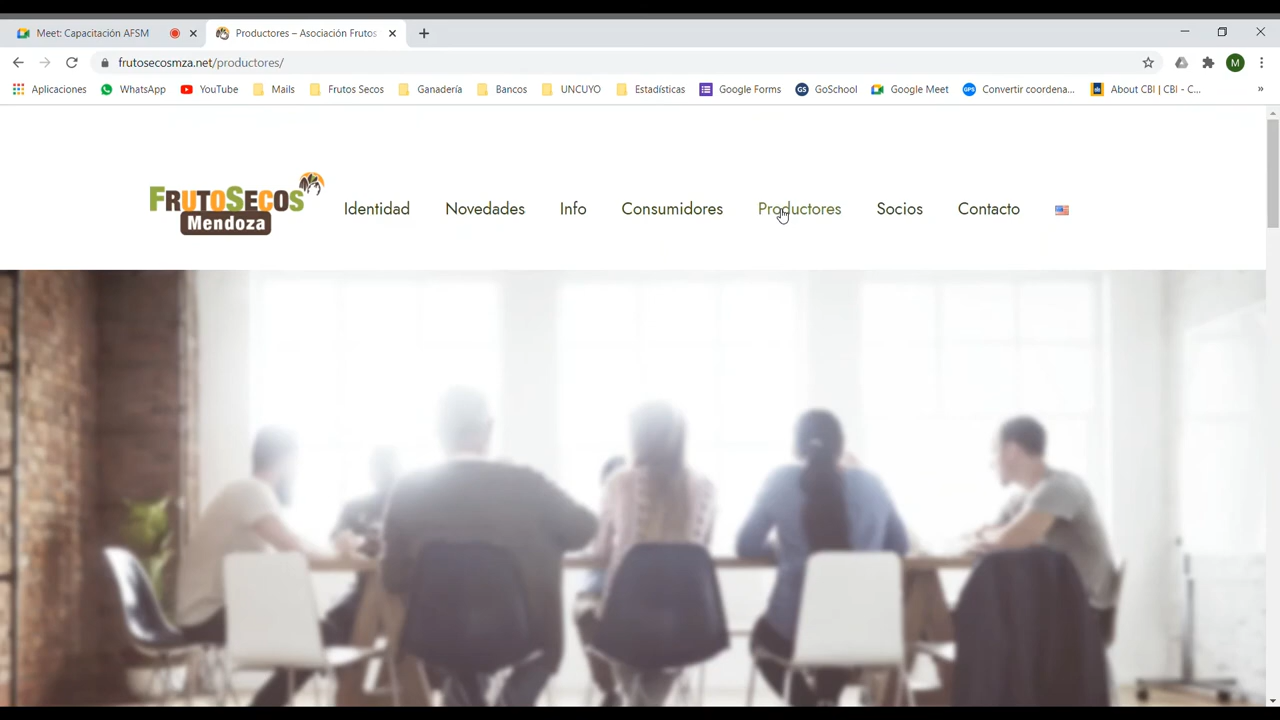 Meet: Capacitación AFSM
Productores – Asociación Frutos
frutosecosmza.net/productores/
M
Aplicaciones WhatsApp YouTube Mails Frutos Secos Ganadería Bancos UNCUYO Estadísticas Google Forms GS GoSchool Google Meet GPS Convertir coordena... About CBI | CBI - C... »
FRUTOSECOS
Mendoza
Identidad Novedades Info Consumidores Productores Socios Contacto